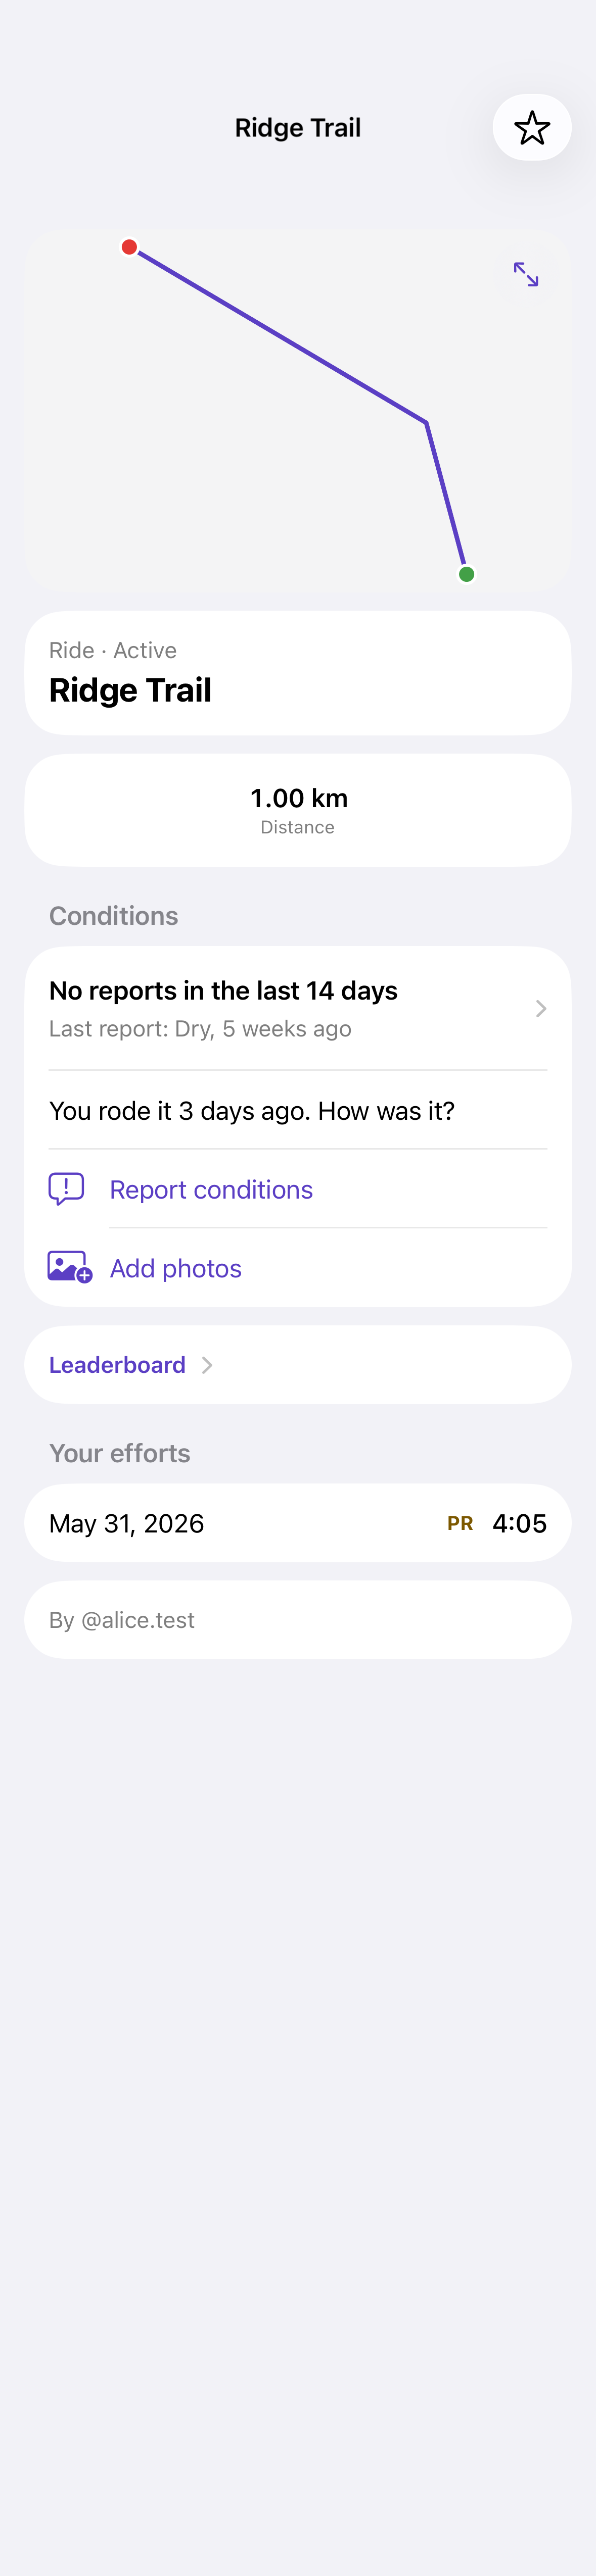 Ridge Trail
Ride · Active
Ridge Trail
1.00 km
Distance
Conditions
No reports in the last 14 days
Last report: Dry, 5 weeks ago
You rode it 3 days ago. How was it?
Report conditions
Add photos
Leaderboard
Your efforts
May 31, 2026 PR 4:05
By @alice.test